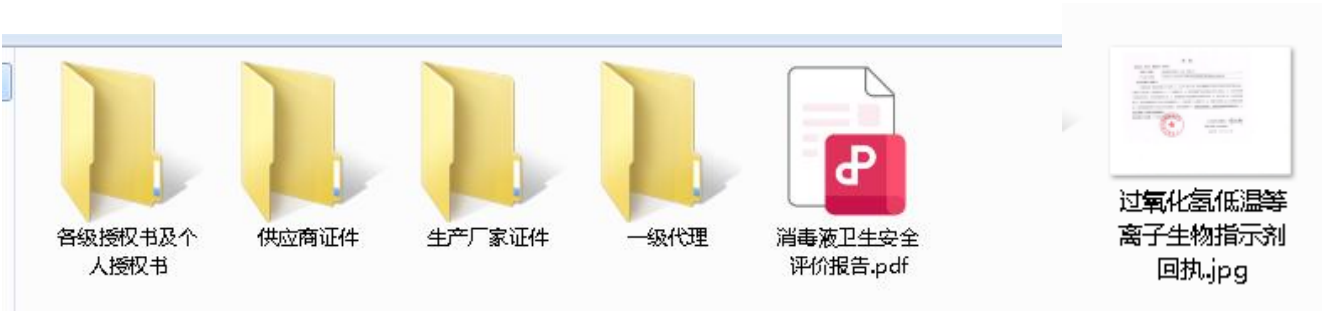 各级授权书及个
人授权书
供应商证件
生产厂家证件
一级代理
消毒液卫生安全
评价报告.pdf
过氧化氢低温等
离子生物指示剂
回执.jpg